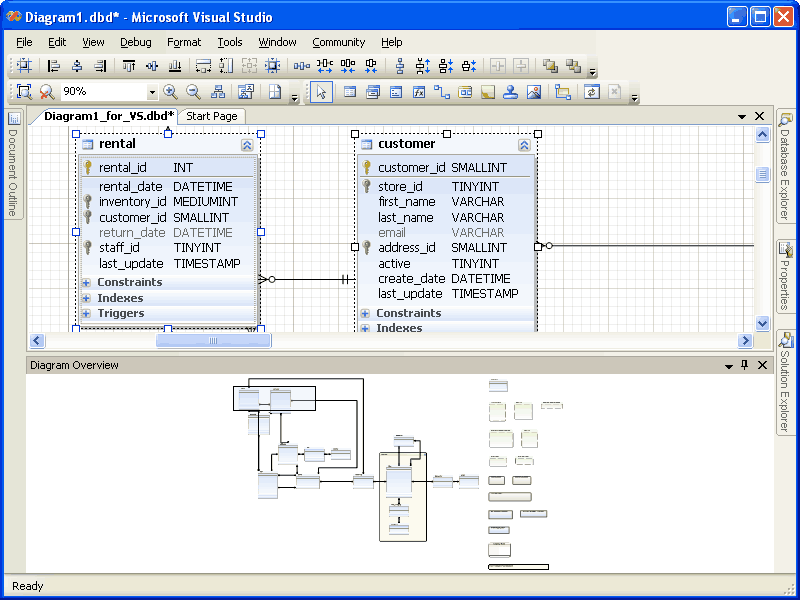 Diagram1.dbd* - Microsoft Visual Studio
File Edit View Debug Format Tools Window Community Help
90%
Diagram1_for_VS.dbd* Start Page
Document Outline
rental
rental_id INT
rental_date DATETIME
inventory_id MEDIUMINT
customer_id SMALLINT
return_date DATETIME
staff_id TINYINT
last_update TIMESTAMP
Constraints
Indexes
Triggers
customer
customer_id SMALLINT
store_id TINYINT
first_name VARCHAR
last_name VARCHAR
email VARCHAR
address_id SMALLINT
active TINYINT
create_date DATETIME
last_update TIMESTAMP
Constraints
Indexes
Database Explorer
Properties
Solution Explorer
Diagram Overview
Ready